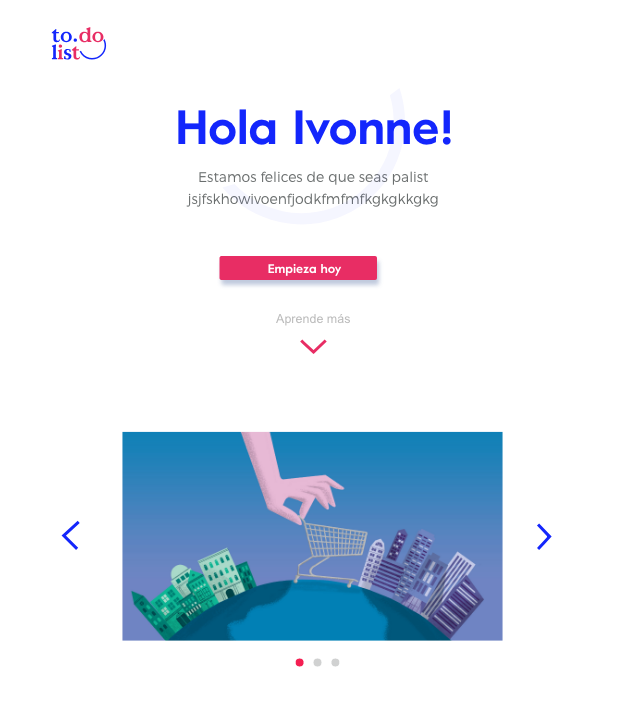 to.do
list
Hola Ivonne!
Estamos felices de que seas palist
jsjfskhowivoenfjodkfmfmfkgkgkkgkg
Empieza hoy
Aprende más